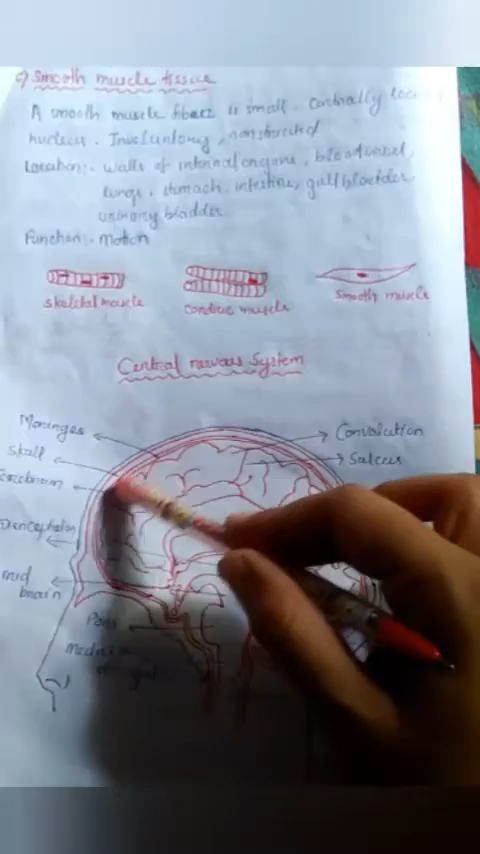 c) Smooth muscle tissue
A smooth muscle fiber is small. Centrally
nucleus. Involuntary, nonstriated
Location:- walls of internal organs, blood vessel,
lungs, stomach, intestine, gall bladder,
urinary bladder
Function:- Motion
skeletal muscle
cardiac muscle
Smooth muscle
Central nervous System
Meninges
Convolution
Skall
Sulcus
Cerebrum
Diencephalon
mid
brain
Pons